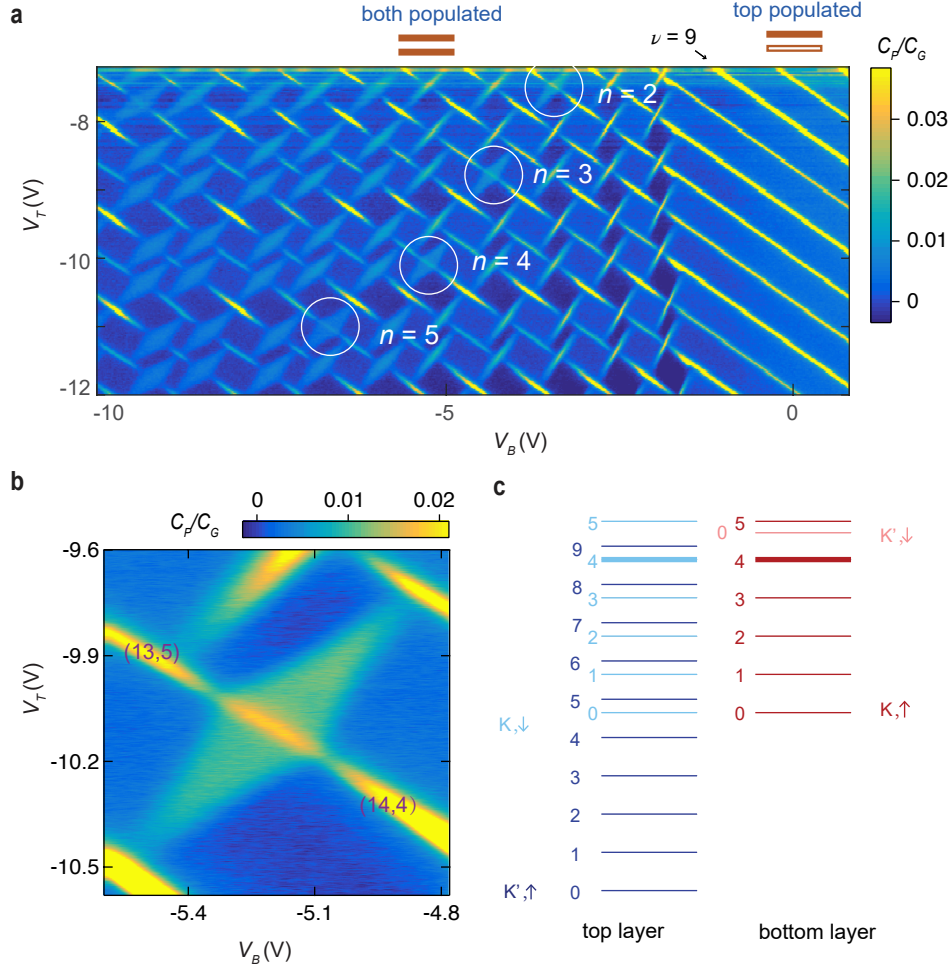 a
both populated
top populated
ν = 9
C_P/C_G
n = 2
n = 3
n = 4
n = 5
0.03
0.02
0.01
0
-8
-10
-12
V_T (V)
-10
-5
0
V_B (V)
b
C_P/C_G
0
0.01
0.02
-9.6
-9.9
-10.2
-10.5
V_T (V)
(13,5)
(14,4)
-5.4
-5.1
-4.8
V_B (V)
c
5
9
4
8
3
7
2
6
1
5
0
4
3
2
1
0
K,↓
K',↑
top layer
5
0
K',↓
4
3
2
1
0
K,↑
bottom layer